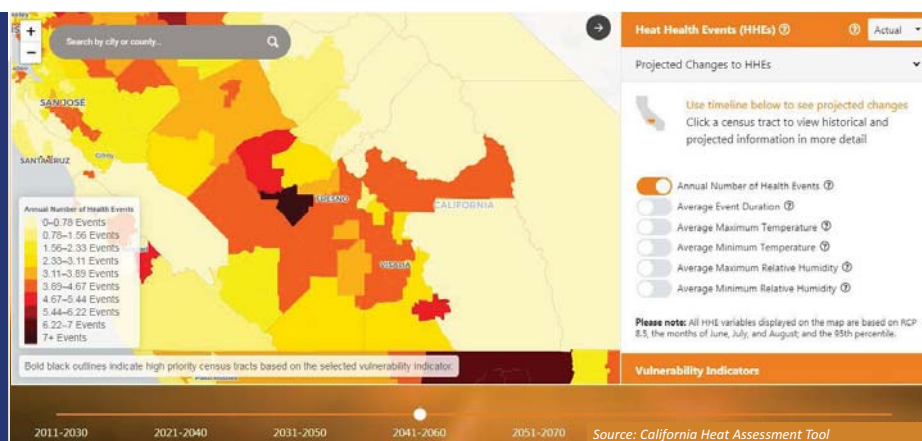 +
−
Search by city or county...
SAN JOSE
SANTA CRUZ
Gilroy
FRESNO
CALIFORNIA
VISALIA
Annual Number of Health Events
0–0.78 Events
0.78–1.56 Events
1.56–2.33 Events
2.33–3.11 Events
3.11–3.89 Events
3.89–4.67 Events
4.67–5.44 Events
5.44–6.22 Events
6.22–7 Events
7+ Events
Bold black outlines indicate high priority census tracts based on the selected vulnerability indicator.
Heat Health Events (HHEs) ?
? Actual
Projected Changes to HHEs
Use timeline below to see projected changes
Click a census tract to view historical and
projected information in more detail
Annual Number of Health Events ?
Average Event Duration ?
Average Maximum Temperature ?
Average Minimum Temperature ?
Average Maximum Relative Humidity ?
Average Minimum Relative Humidity ?
Please note: All HHE variables displayed on the map are based on RCP
8.5, the months of June, July, and August; and the 95th percentile.
Vulnerability Indicators
2011-2030
2021-2040
2031-2050
2041-2060
2051-2070
Source: California Heat Assessment Tool